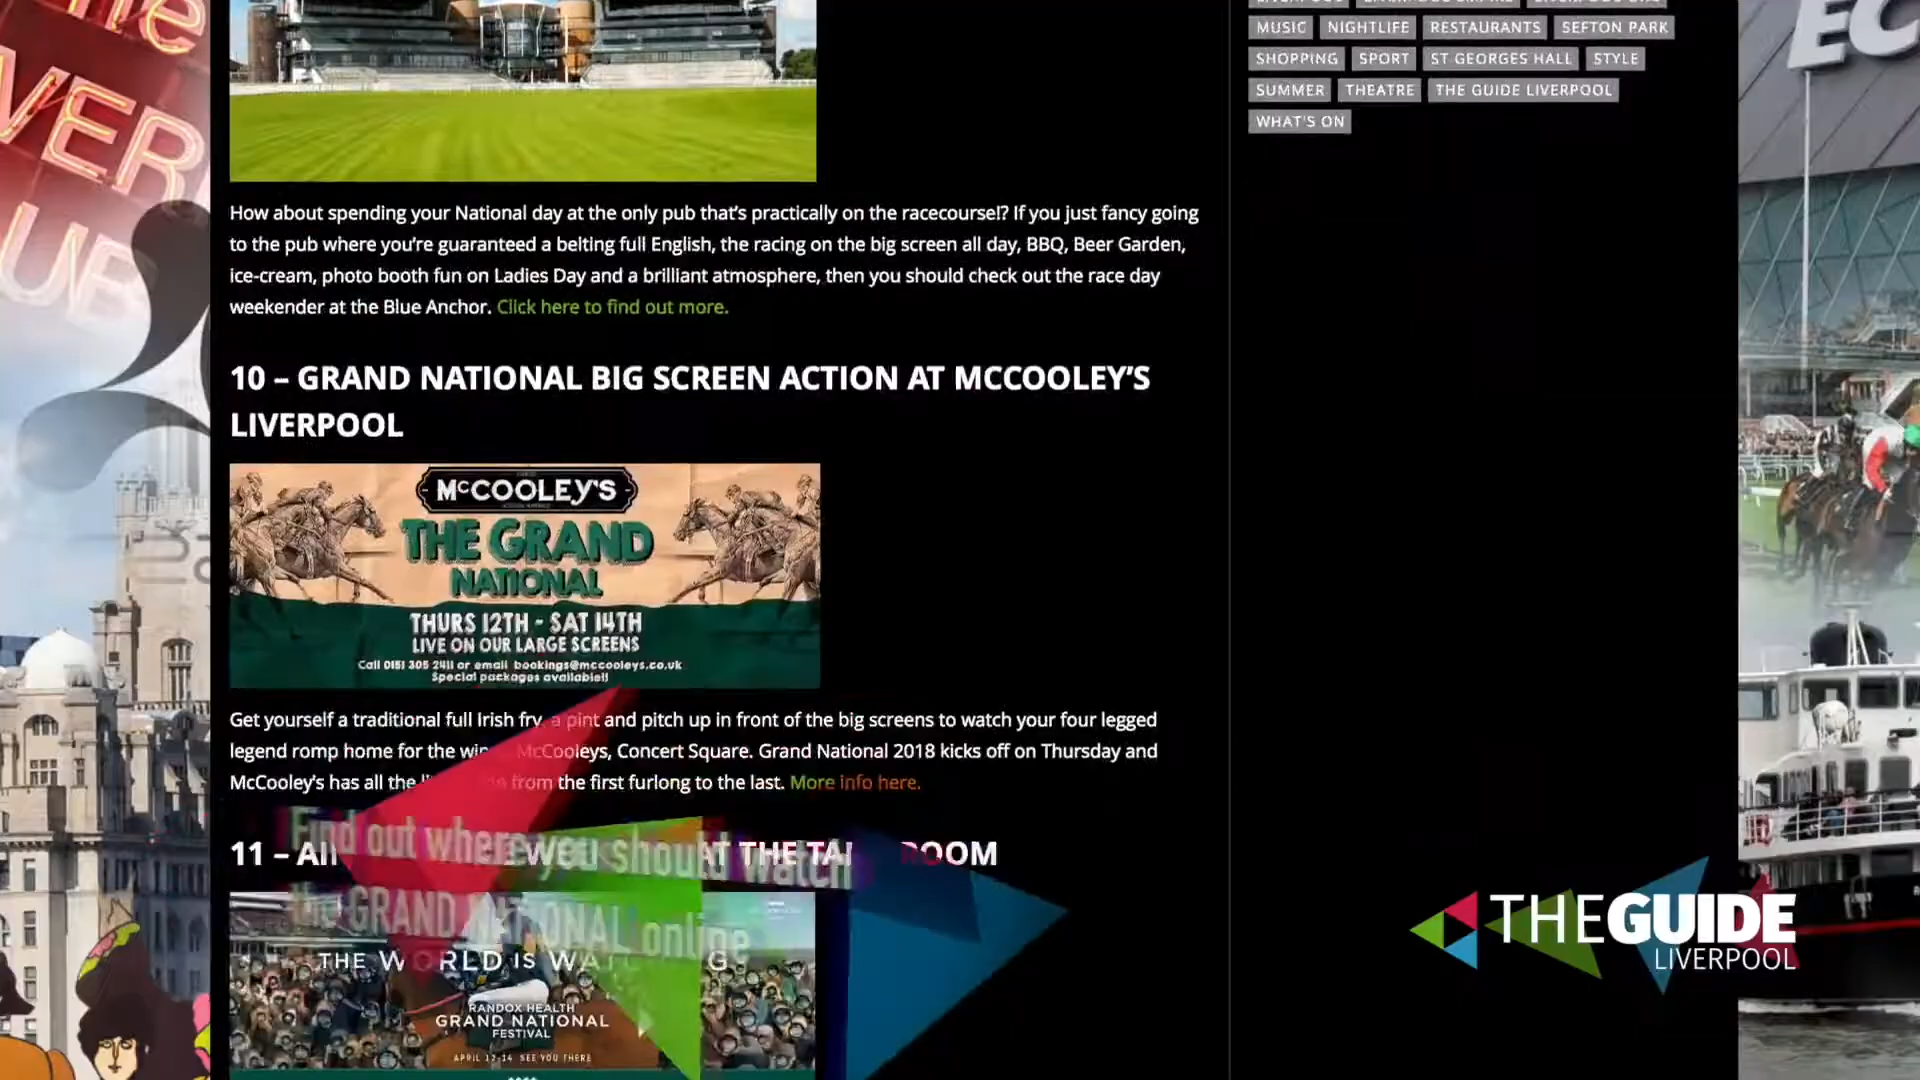 MUSIC NIGHTLIFE RESTAURANTS SEFTON PARK
SHOPPING SPORT ST GEORGES HALL STYLE
SUMMER THEATRE THE GUIDE LIVERPOOL
WHAT'S ON
How about spending your National day at the only pub that's practically on the racecourse!? If you just fancy going
to the pub where you're guaranteed a belting full English, the racing on the big screen all day, BBQ, Beer Garden,
ice-cream, photo booth fun on Ladies Day and a brilliant atmosphere, then you should check out the race day
weekender at the Blue Anchor. Click here to find out more.
10 – GRAND NATIONAL BIG SCREEN ACTION AT MCCOOLEY'S
LIVERPOOL
McCOOLEY'S
THE GRAND
NATIONAL
THURS 12TH - SAT 14TH
LIVE ON OUR LARGE SCREENS
Call 0151 305 2411 or email bookings@mccooleys.co.uk
Special packages available!!
Get yourself a traditional full Irish fry, a pint and pitch up in front of the big screens to watch your four legged
legend romp home for the McCooleys, Concert Square. Grand National 2018 kicks off on Thursday and
McCooley's has all the from the first furlong to the last. More info here.
11 – AT THE ROOM
Find out where you should watch
the GRAND NATIONAL online
THE WORLD IS
RANDOX HEALTH
GRAND NATIONAL
FESTIVAL
APRIL 12-14 SEE YOU THERE
THEGUIDE
LIVERPOOL